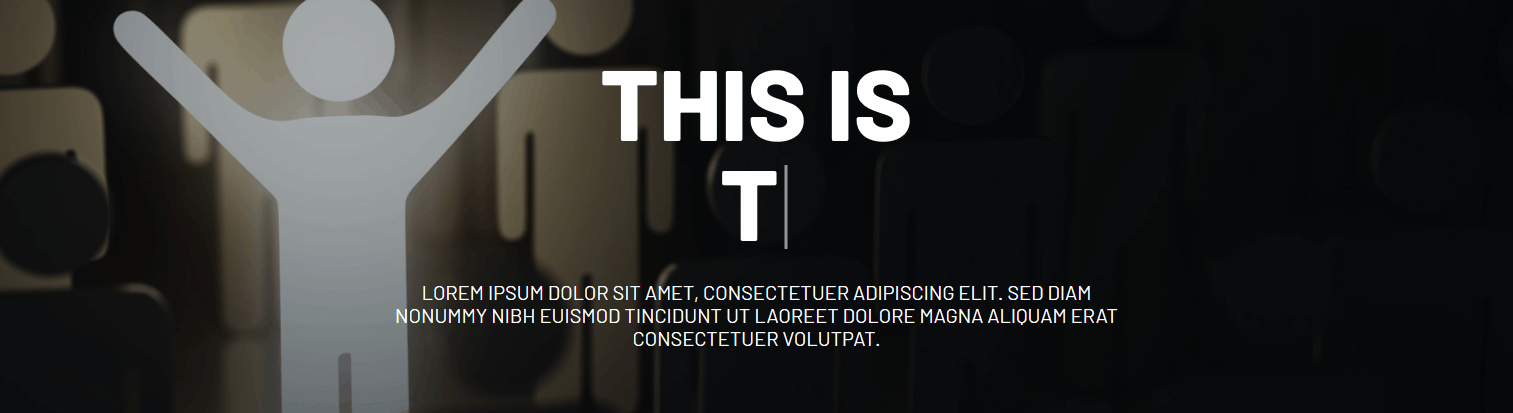 THIS IS
T
LOREM IPSUM DOLOR SIT AMET, CONSECTETUER ADIPISCING ELIT. SED DIAM
NONUMMY NIBH EUISMOD TINCIDUNT UT LAOREET DOLORE MAGNA ALIQUAM ERAT
CONSECTETUER VOLUTPAT.